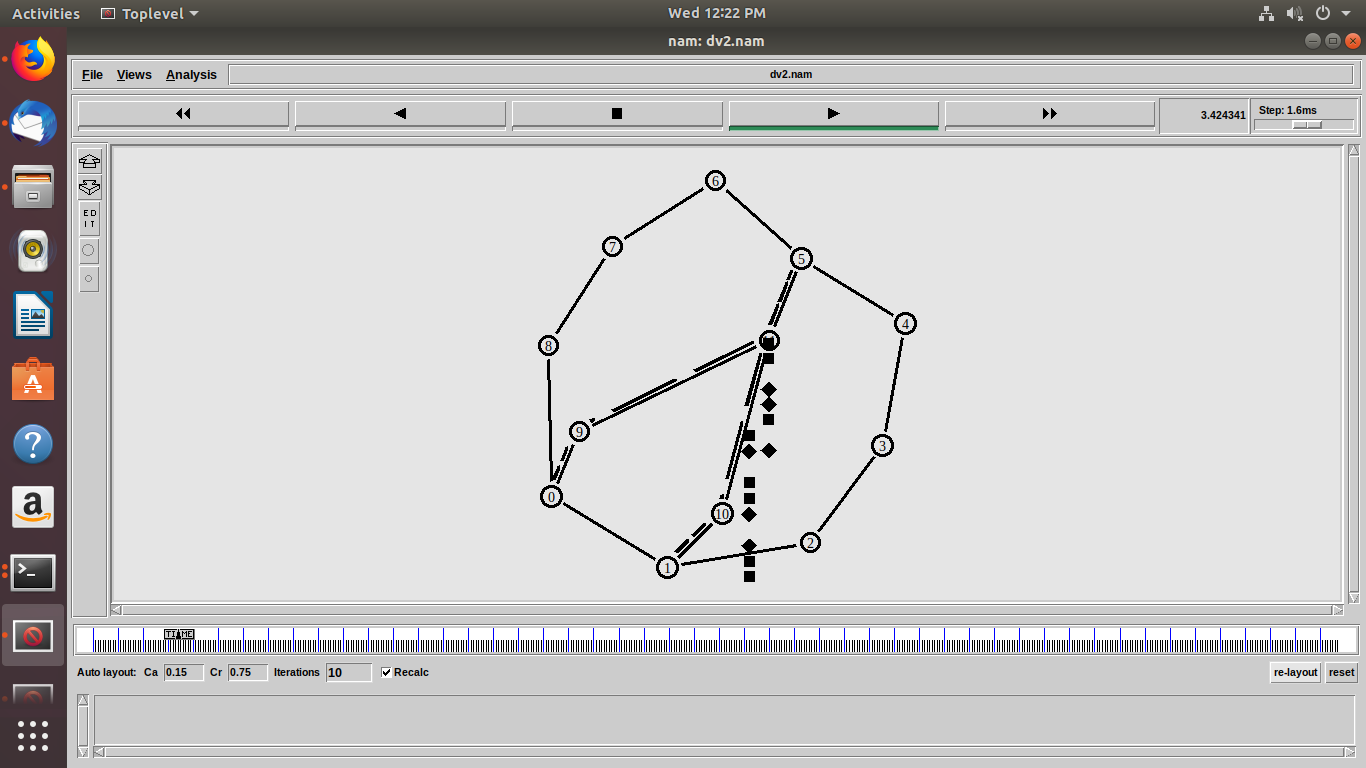 Activities Toplevel Wed 12:22 PM
nam: dv2.nam
File Views Analysis dv2.nam
3.424341 Step: 1.6ms
ED
IT
6
7
5
4
8
9
3
0
10
2
1
TIME
Auto layout: Ca 0.15 Cr 0.75 Iterations 10 Recalc re-layout reset